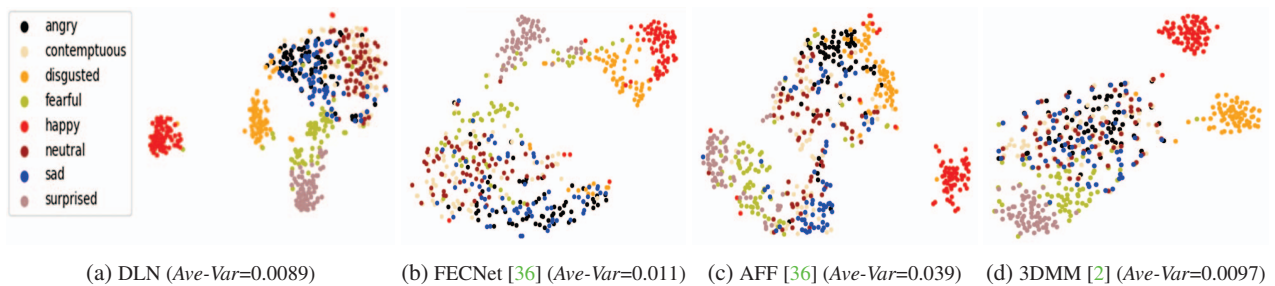 angry
contemptuous
disgusted
fearful
happy
neutral
sad
surprised
(a) DLN (Ave-Var=0.0089)
(b) FECNet [36] (Ave-Var=0.011)
(c) AFF [36] (Ave-Var=0.039)
(d) 3DMM [2] (Ave-Var=0.0097)